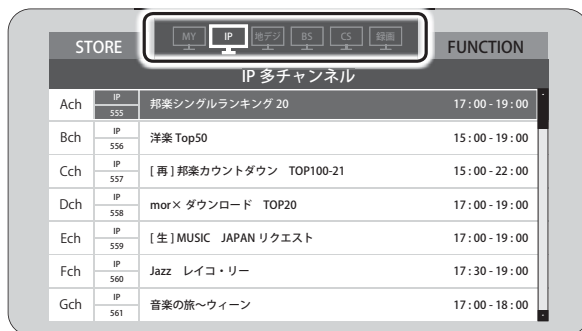 STORE MY IP 地デジ BS CS 録画 FUNCTION
IP 多チャンネル
Ach IP 555 邦楽シングルランキング 20 17 : 00 - 19 : 00
Bch IP 556 洋楽 Top50 15 : 00 - 19 : 00
Cch IP 557 [ 再 ] 邦楽カウントダウン TOP100-21 15 : 00 - 22 : 00
Dch IP 558 mor× ダウンロード TOP20 17 : 00 - 19 : 00
Ech IP 559 [ 生 ] MUSIC JAPAN リクエスト 17 : 00 - 19 : 00
Fch IP 560 Jazz レイコ・リー 17 : 30 - 19 : 00
Gch IP 561 音楽の旅〜ウィーン 17 : 00 - 18 : 00